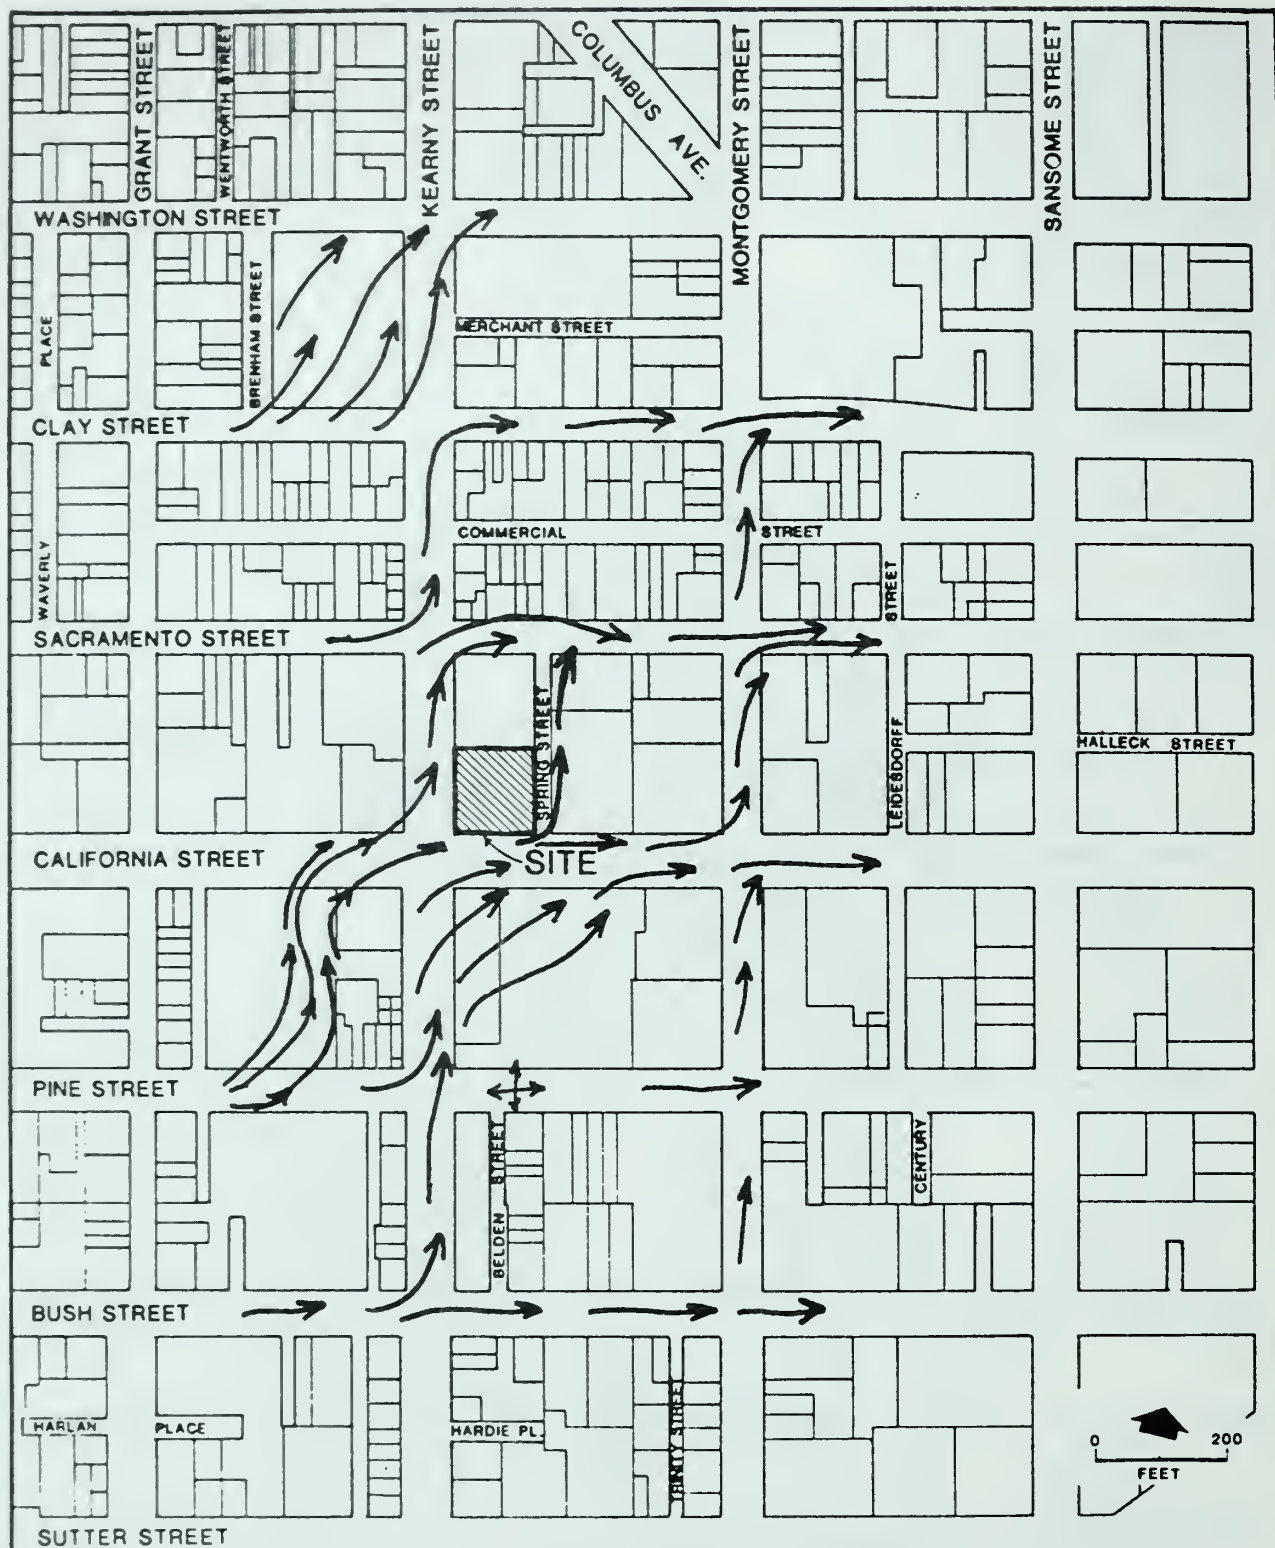 GRANT STREET
WENTWORTH STREET
KEARNY STREET
COLUMBUS AVE.
MONTGOMERY STREET
SANSOME STREET
WASHINGTON STREET
PLACE
BRENHAM STREET
MERCHANT STREET
CLAY STREET
WAVERLY
COMMERCIAL
STREET
STREET
SACRAMENTO STREET
SPRING STREET
LEIDESDORFF
HALLECK STREET
CALIFORNIA STREET
SITE
PINE STREET
BELDEN STREET
CENTURY
BUSH STREET
HARLAN
PLACE
HARDIE PL.
TRINITY STREET
0 200
FEET
SUTTER STREET